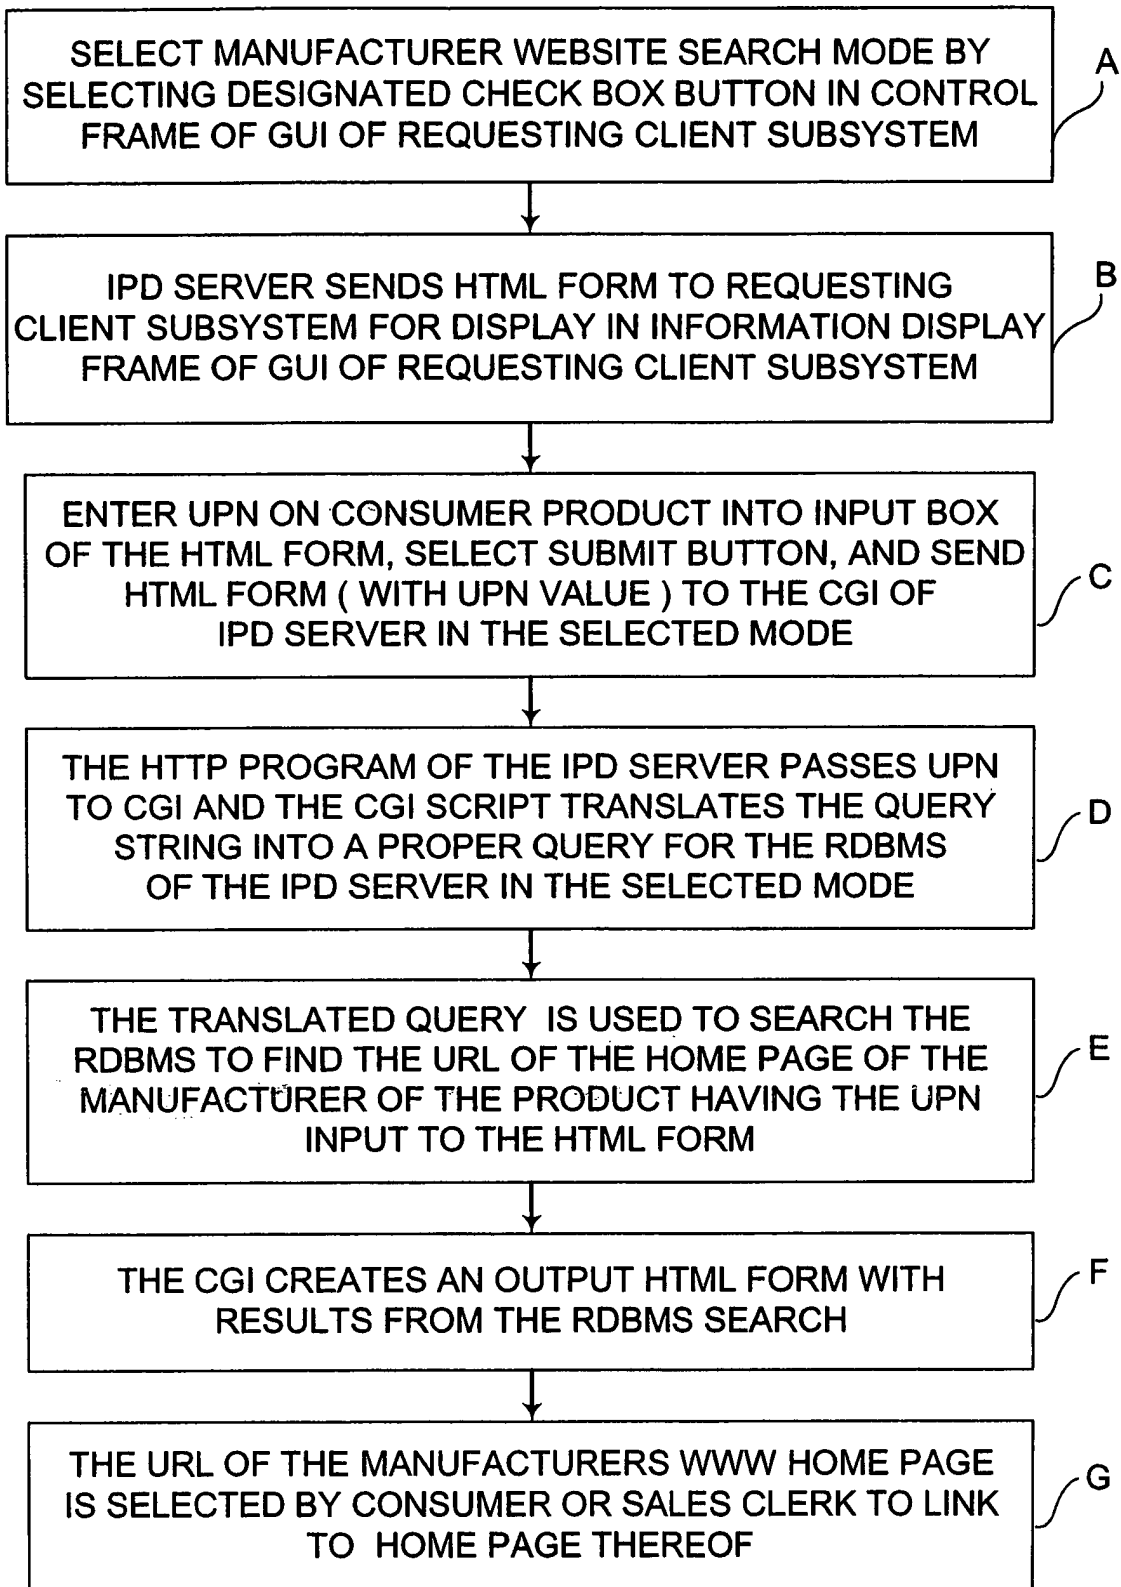 SELECT MANUFACTURER WEBSITE SEARCH MODE BY
SELECTING DESIGNATED CHECK BOX BUTTON IN CONTROL
FRAME OF GUI OF REQUESTING CLIENT SUBSYSTEM
A
IPD SERVER SENDS HTML FORM TO REQUESTING
CLIENT SUBSYSTEM FOR DISPLAY IN INFORMATION DISPLAY
FRAME OF GUI OF REQUESTING CLIENT SUBSYSTEM
B
ENTER UPN ON CONSUMER PRODUCT INTO INPUT BOX
OF THE HTML FORM, SELECT SUBMIT BUTTON, AND SEND
HTML FORM ( WITH UPN VALUE ) TO THE CGI OF
IPD SERVER IN THE SELECTED MODE
C
THE HTTP PROGRAM OF THE IPD SERVER PASSES UPN
TO CGI AND THE CGI SCRIPT TRANSLATES THE QUERY
STRING INTO A PROPER QUERY FOR THE RDBMS
OF THE IPD SERVER IN THE SELECTED MODE
D
THE TRANSLATED QUERY IS USED TO SEARCH THE
RDBMS TO FIND THE URL OF THE HOME PAGE OF THE
MANUFACTURER OF THE PRODUCT HAVING THE UPN
INPUT TO THE HTML FORM
E
THE CGI CREATES AN OUTPUT HTML FORM WITH
RESULTS FROM THE RDBMS SEARCH
F
THE URL OF THE MANUFACTURERS WWW HOME PAGE
IS SELECTED BY CONSUMER OR SALES CLERK TO LINK
TO HOME PAGE THEREOF
G